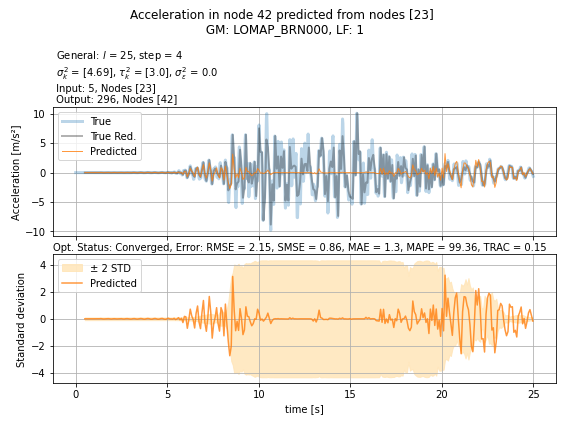 Acceleration in node 42 predicted from nodes [23]
GM: LOMAP_BRN000, LF: 1
General: l = 25, step = 4
σ²ₖ = [4.69], τ²ₖ = [3.0], σ²ε = 0.0
Input: 5, Nodes [23]
Output: 296, Nodes [42]
Acceleration [m/s²]
10
5
0
−5
−10
True
True Red.
Predicted
Opt. Status: Converged, Error: RMSE = 2.15, SMSE = 0.86, MAE = 1.3, MAPE = 99.36, TRAC = 0.15
Standard deviation
4
2
0
−2
−4
± 2 STD
Predicted
0 5 10 15 20 25
time [s]